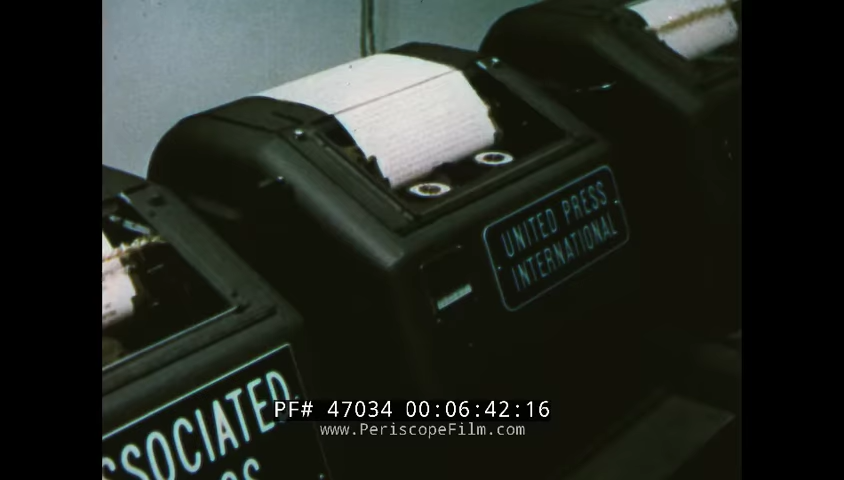 UNITED PRESS
INTERNATIONAL
SSOCIATED
PF# 47034 00:06:42:16
www.PeriscopeFilm.com